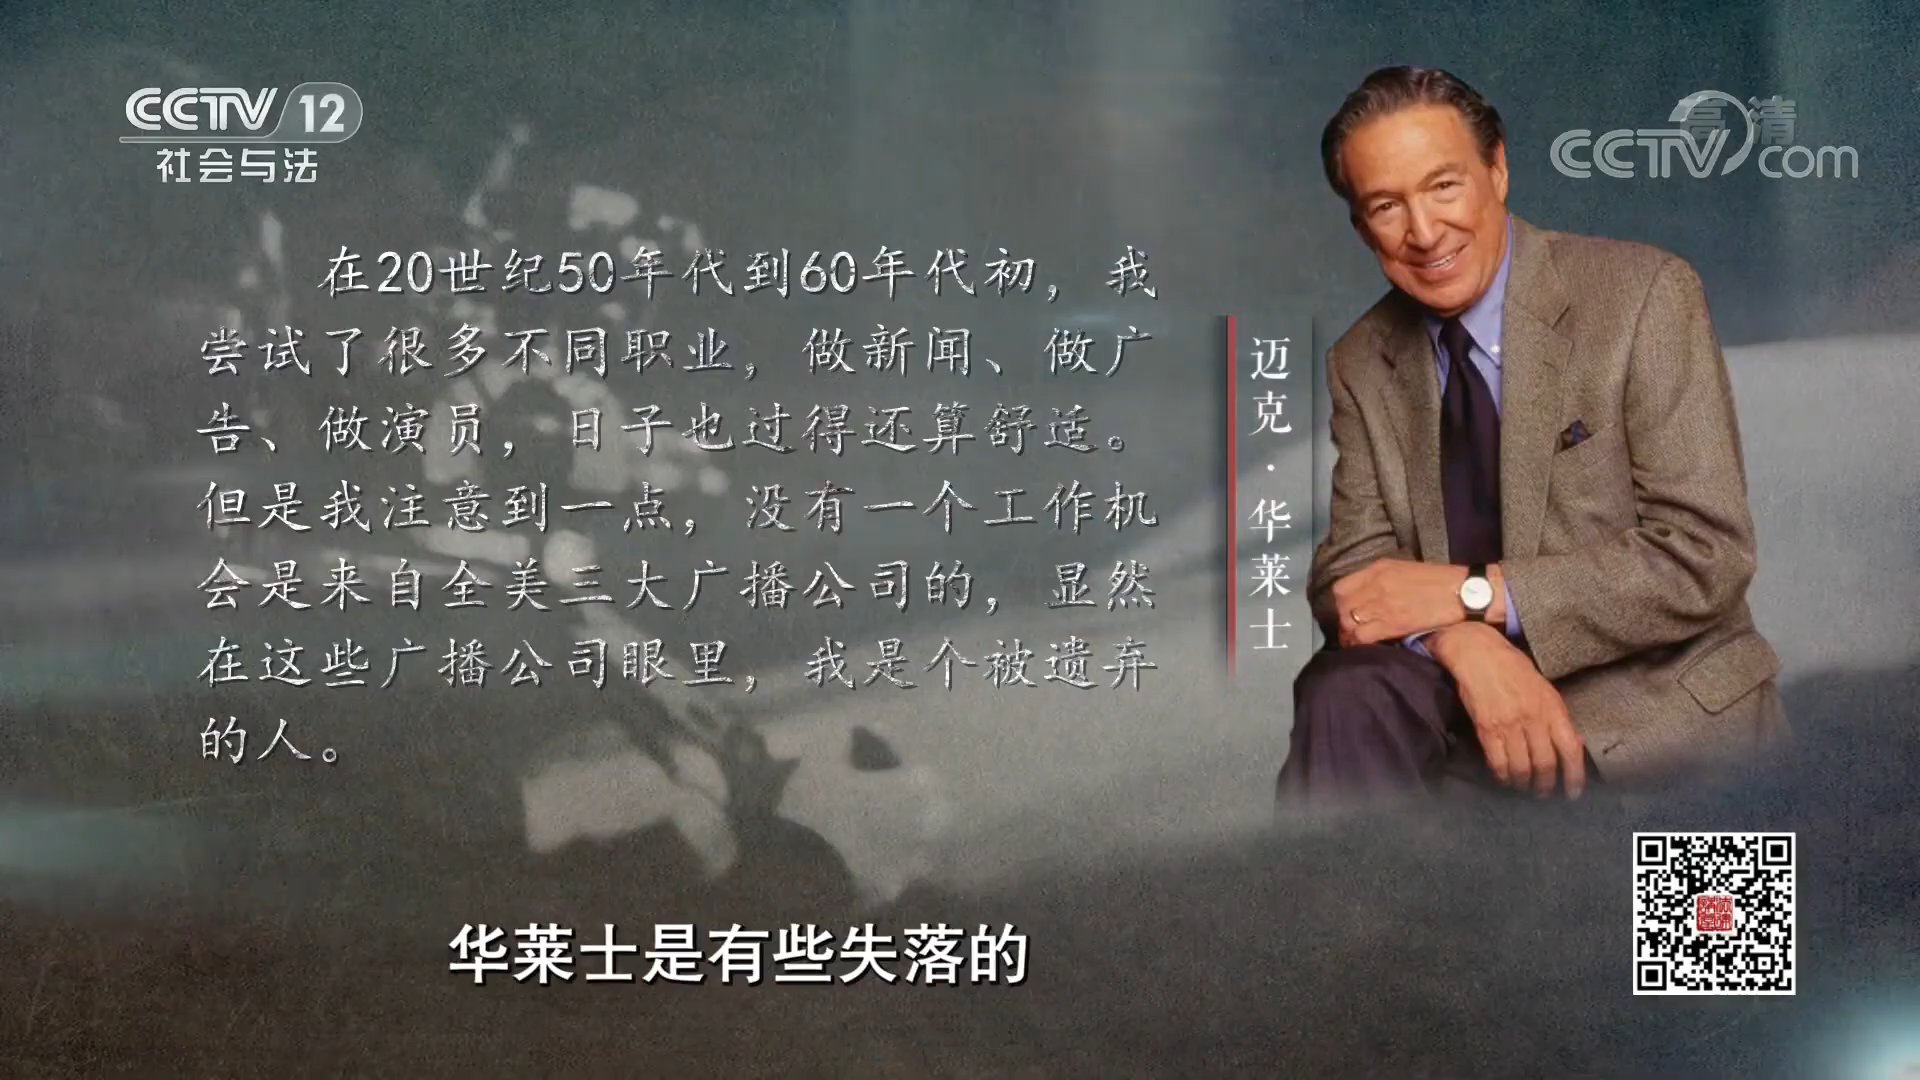 CCTV 12
社会与法
高清
CCTV com
在20世纪50年代到60年代初，我
尝试了很多不同职业，做新闻、做广
告、做演员，日子也过得还算舒适。
但是我注意到一点，没有一个工作机
会是来自全美三大广播公司的，显然
在这些广播公司眼里，我是个被遗弃
的人。
迈克·华莱士
华莱士是有些失落的